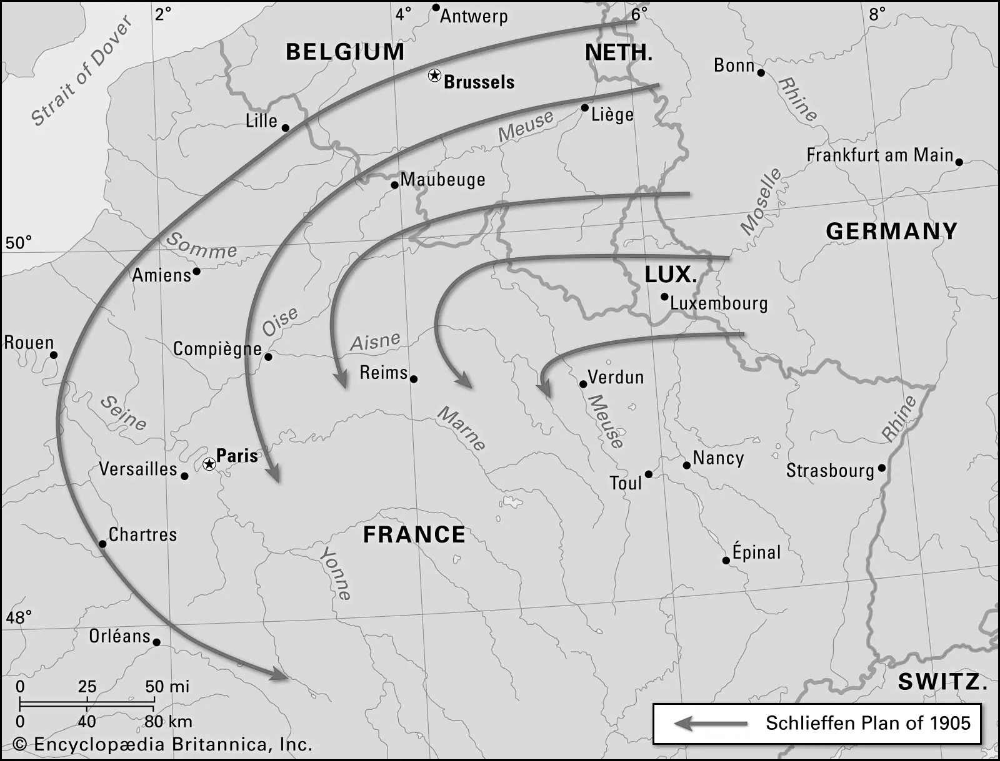 2°
4°
6°
8°
Antwerp
Strait of Dover
BELGIUM
NETH.
Bonn
Brussels
Rhine
Lille
Meuse
Liège
Frankfurt am Main
Maubeuge
Moselle
50°
Somme
GERMANY
Amiens
LUX.
Luxembourg
Oise
Rouen
Compiègne
Aisne
Reims
Verdun
Seine
Marne
Meuse
Rhine
Paris
Versailles
Nancy
Toul
Strasbourg
Chartres
FRANCE
Épinal
Yonne
48°
Orléans
SWITZ.
0 25 50 mi
0 40 80 km
Schlieffen Plan of 1905
© Encyclopædia Britannica, Inc.